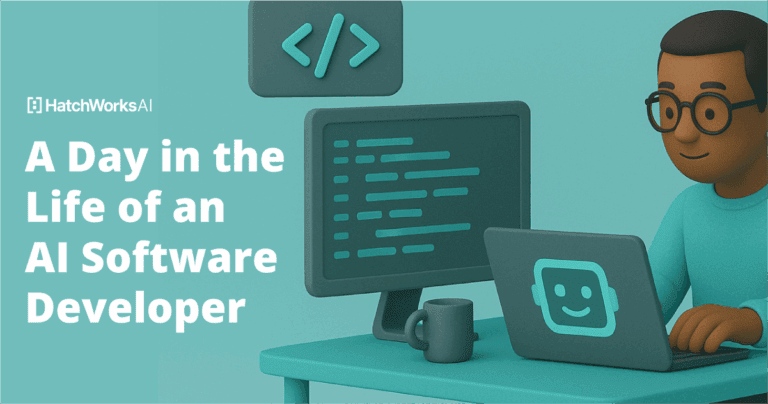 </>
HatchWorksAI
A Day in the
Life of an
AI Software
Developer